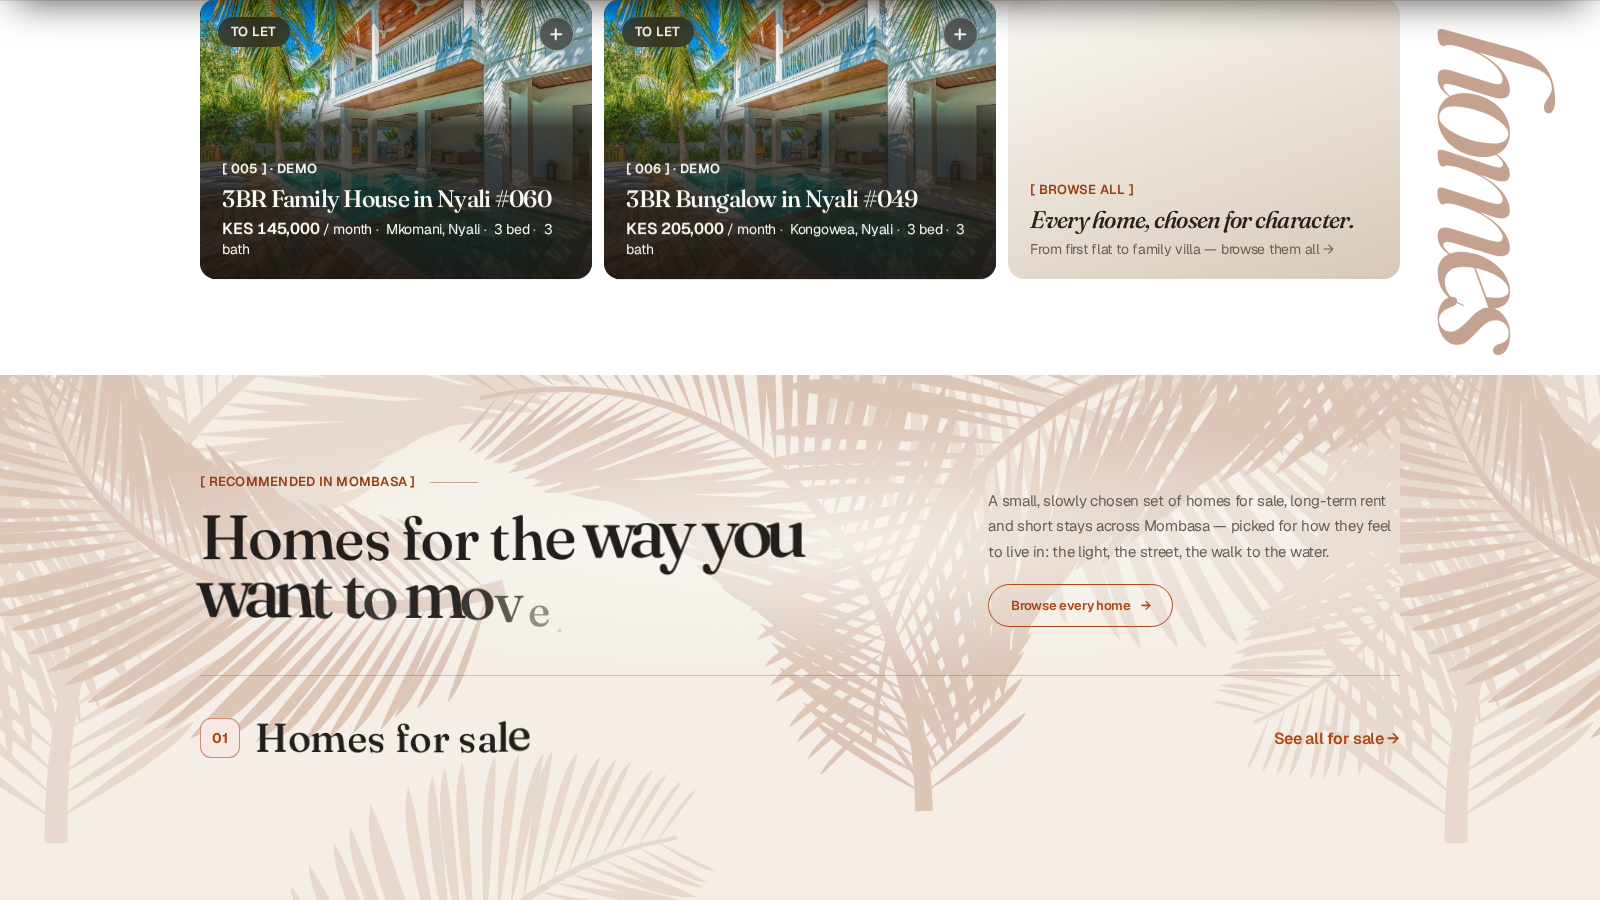 TO LET
[ 005 ] · DEMO
3BR Family House in Nyali #060
KES 145,000 / month · Mkomani, Nyali · 3 bed · 3
bath
TO LET
[ 006 ] · DEMO
3BR Bungalow in Nyali #049
KES 205,000 / month · Kongowea, Nyali · 3 bed · 3
bath
[ BROWSE ALL ]
Every home, chosen for character.
From first flat to family villa — browse them all →
homes
[ RECOMMENDED IN MOMBASA ]
Homes for the way you
want to move.
A small, slowly chosen set of homes for sale, long-term rent
and short stays across Mombasa — picked for how they feel
to live in: the light, the street, the walk to the water.
Browse every home →
01
Homes for sale
See all for sale →